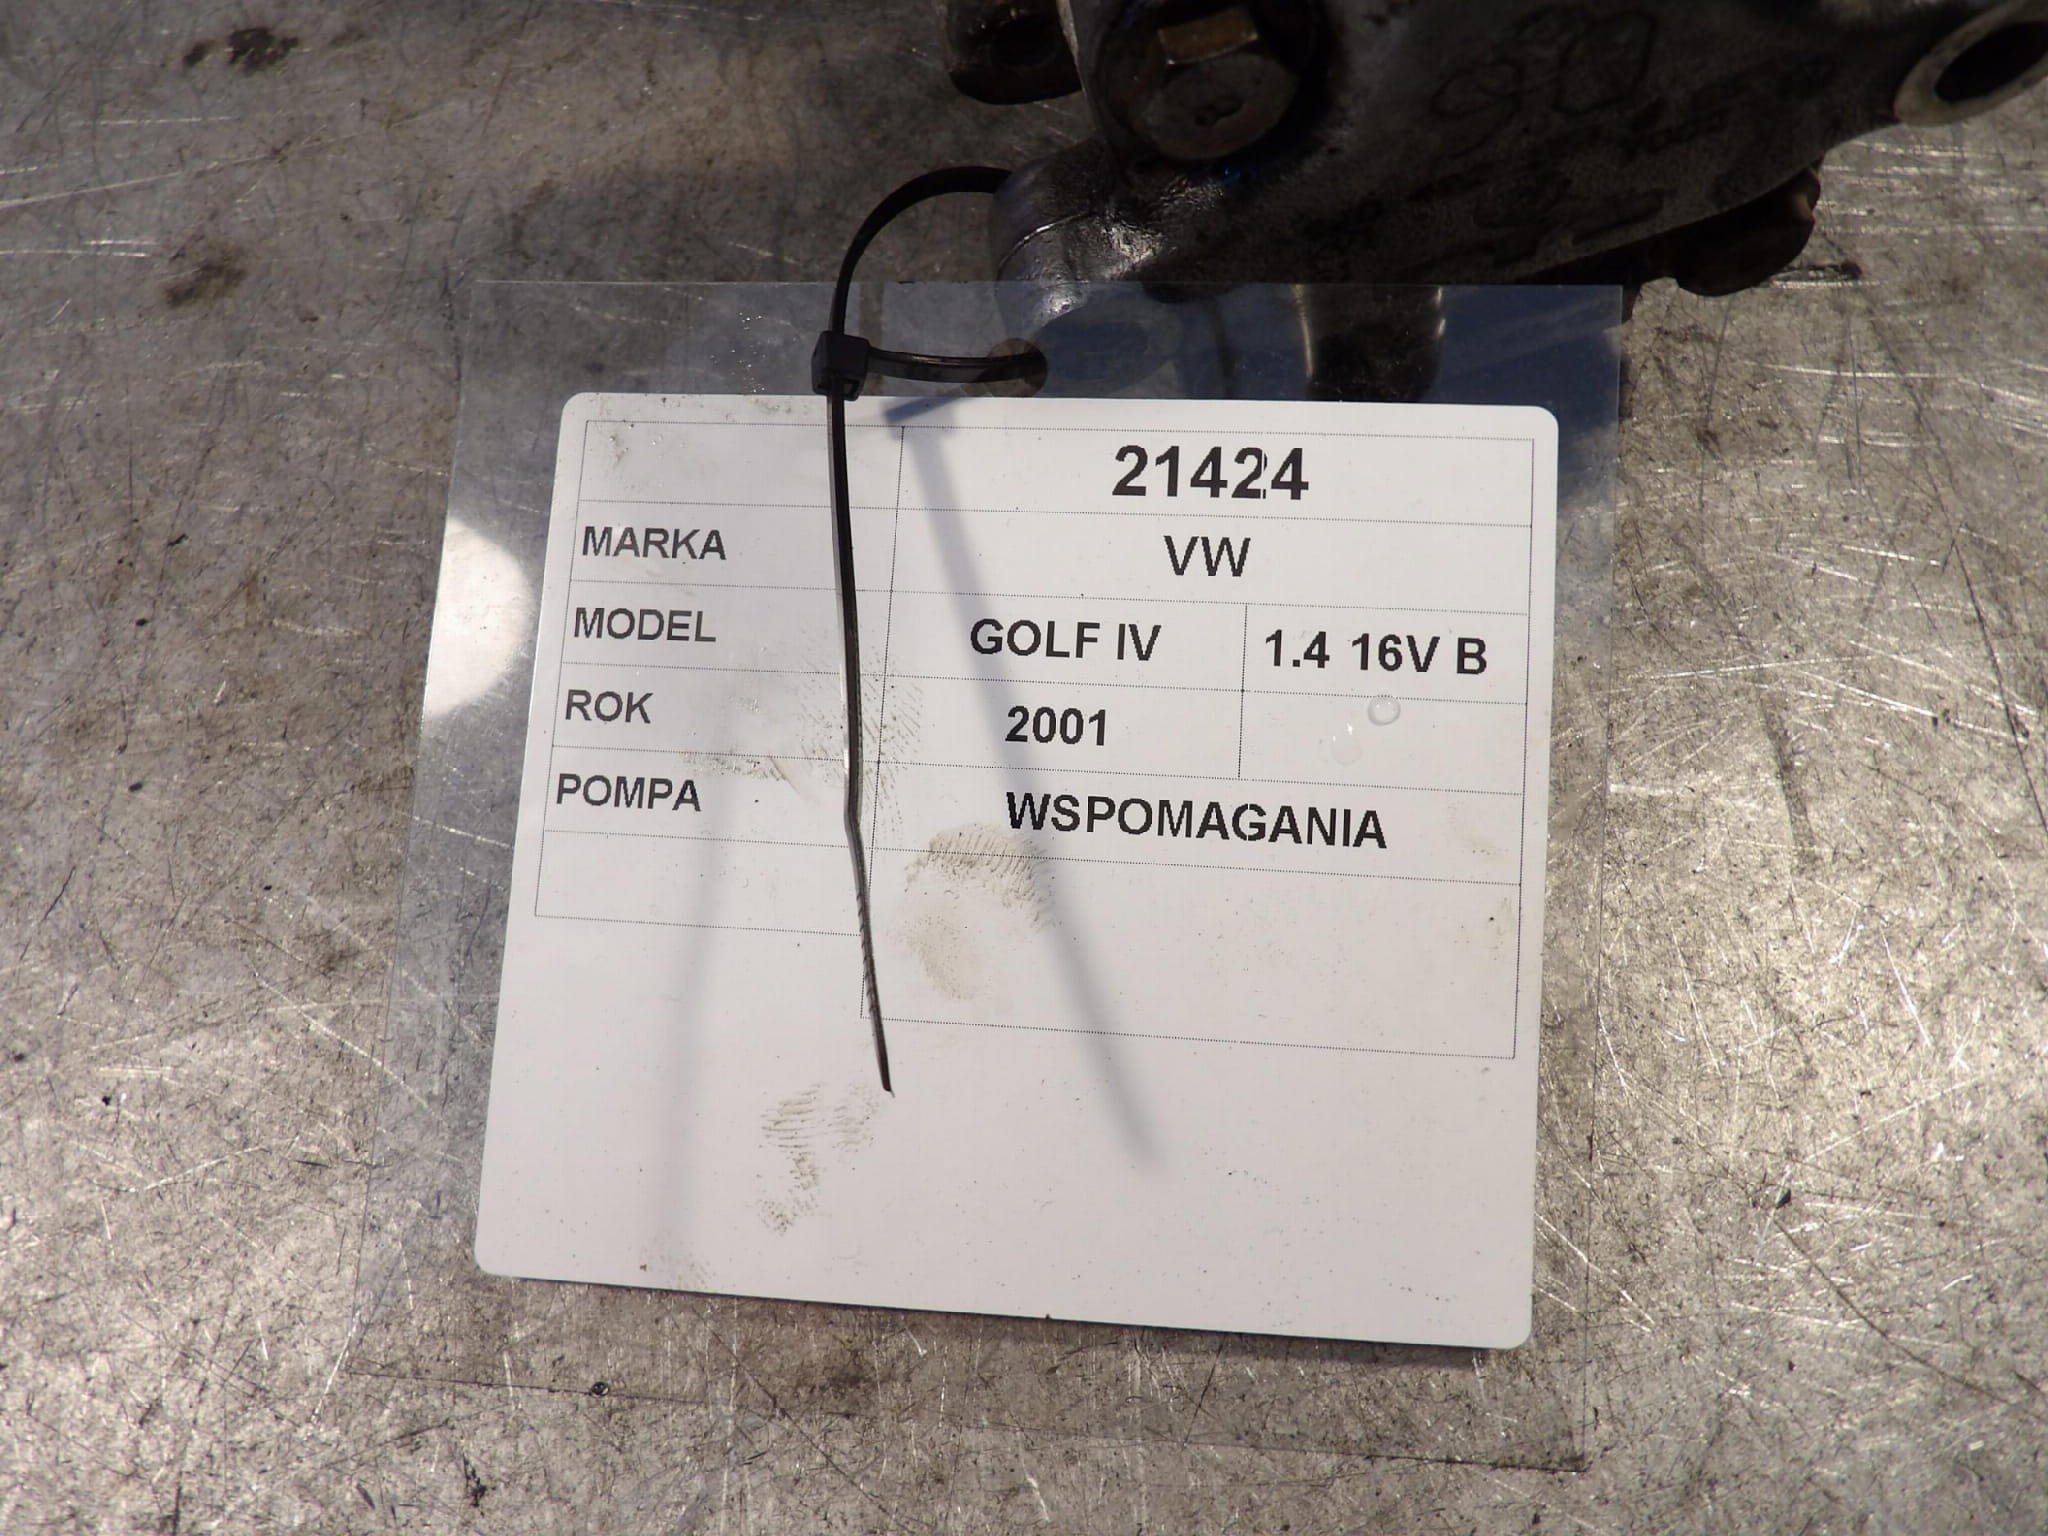 21424
MARKA VW
MODEL GOLF IV 1.4 16V B
ROK 2001
POMPA WSPOMAGANIA